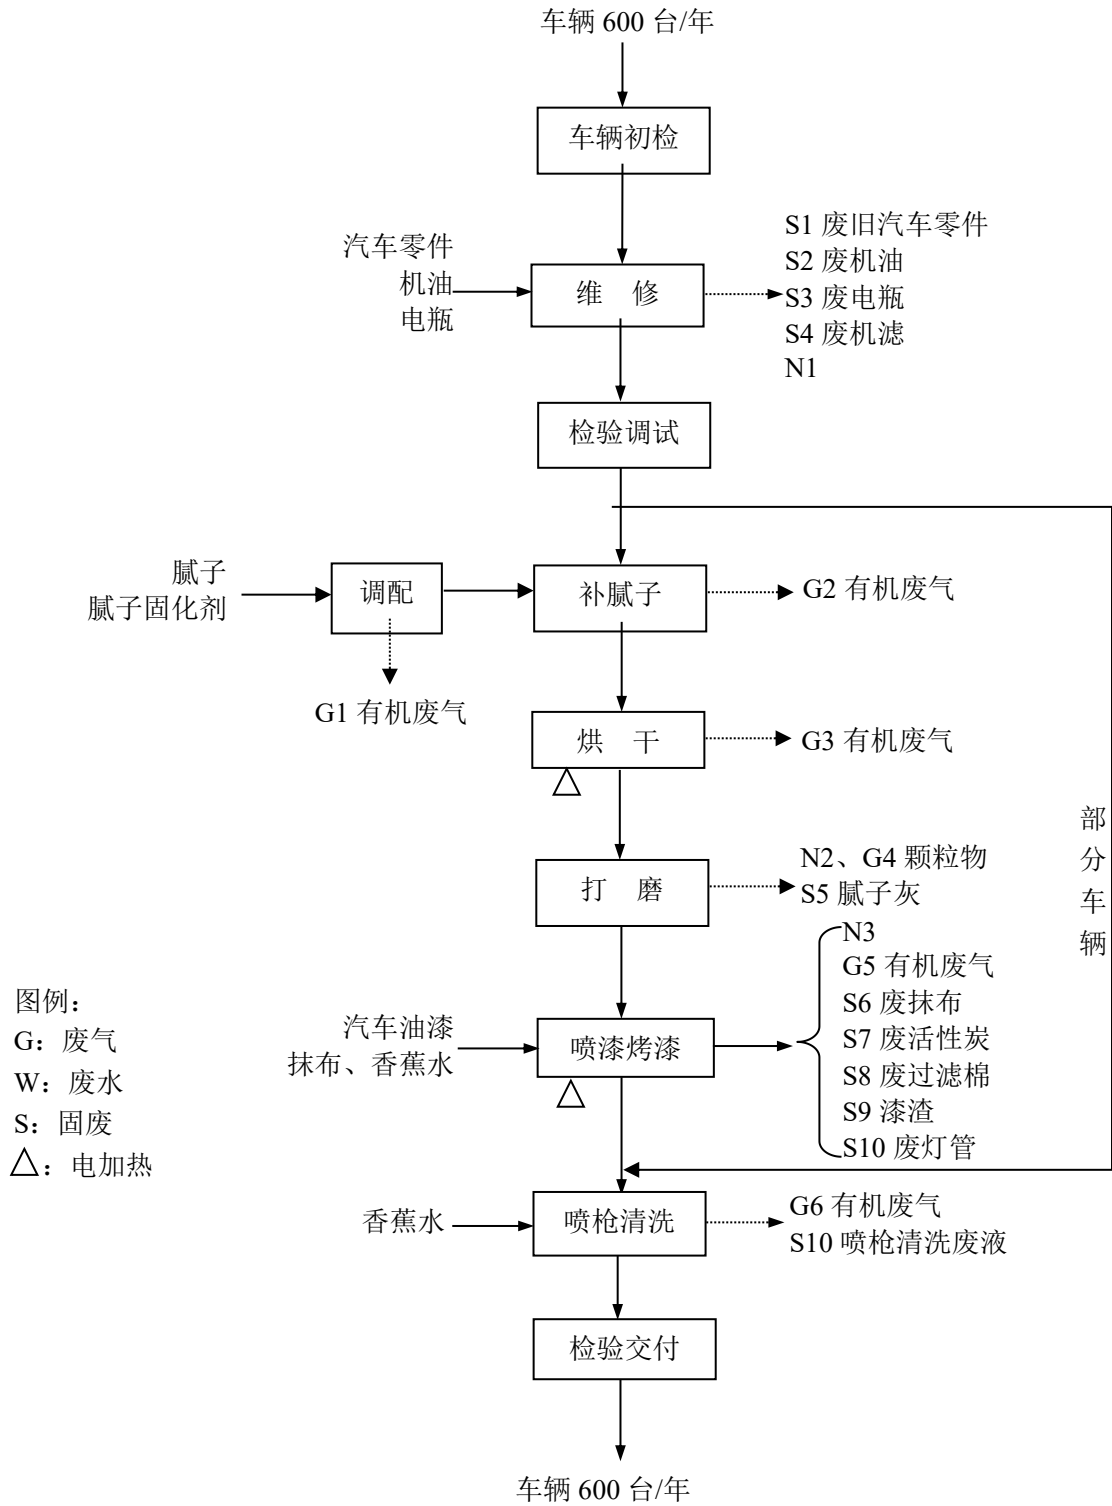 车辆 600 台/年
车辆初检
汽车零件
机油
电瓶
维 修
S1 废旧汽车零件
S2 废机油
S3 废电瓶
S4 废机滤
N1
检验调试
腻子
腻子固化剂
调配
补腻子
G2 有机废气
G1 有机废气
烘 干
G3 有机废气
部
分
车
辆
打 磨
N2、G4 颗粒物
S5 腻子灰
汽车油漆
抹布、香蕉水
喷漆烤漆
N3
G5 有机废气
S6 废抹布
S7 废活性炭
S8 废过滤棉
S9 漆渣
S10 废灯管
图例：
G：废气
W：废水
S：固废
△：电加热
香蕉水
喷枪清洗
G6 有机废气
S10 喷枪清洗废液
检验交付
车辆 600 台/年